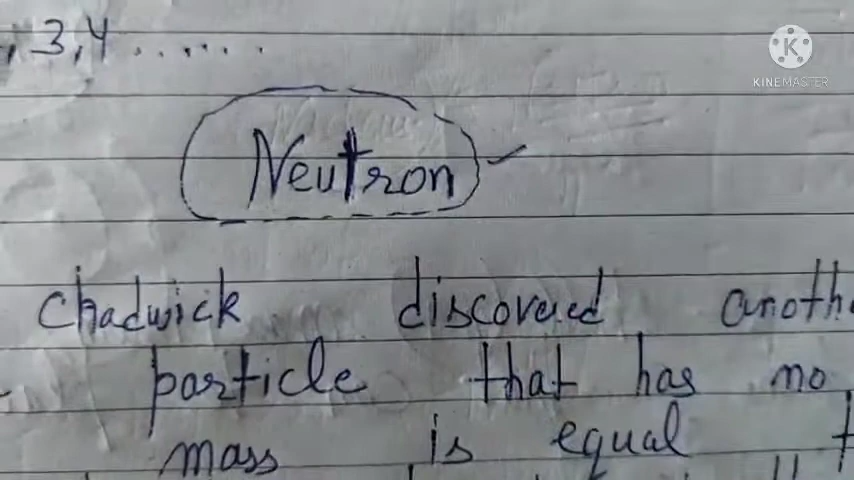 , 3,4 . . . . . .
KINEMASTER
Neutron
Chadwick discovered anoth
particle that has no
mass is equal t